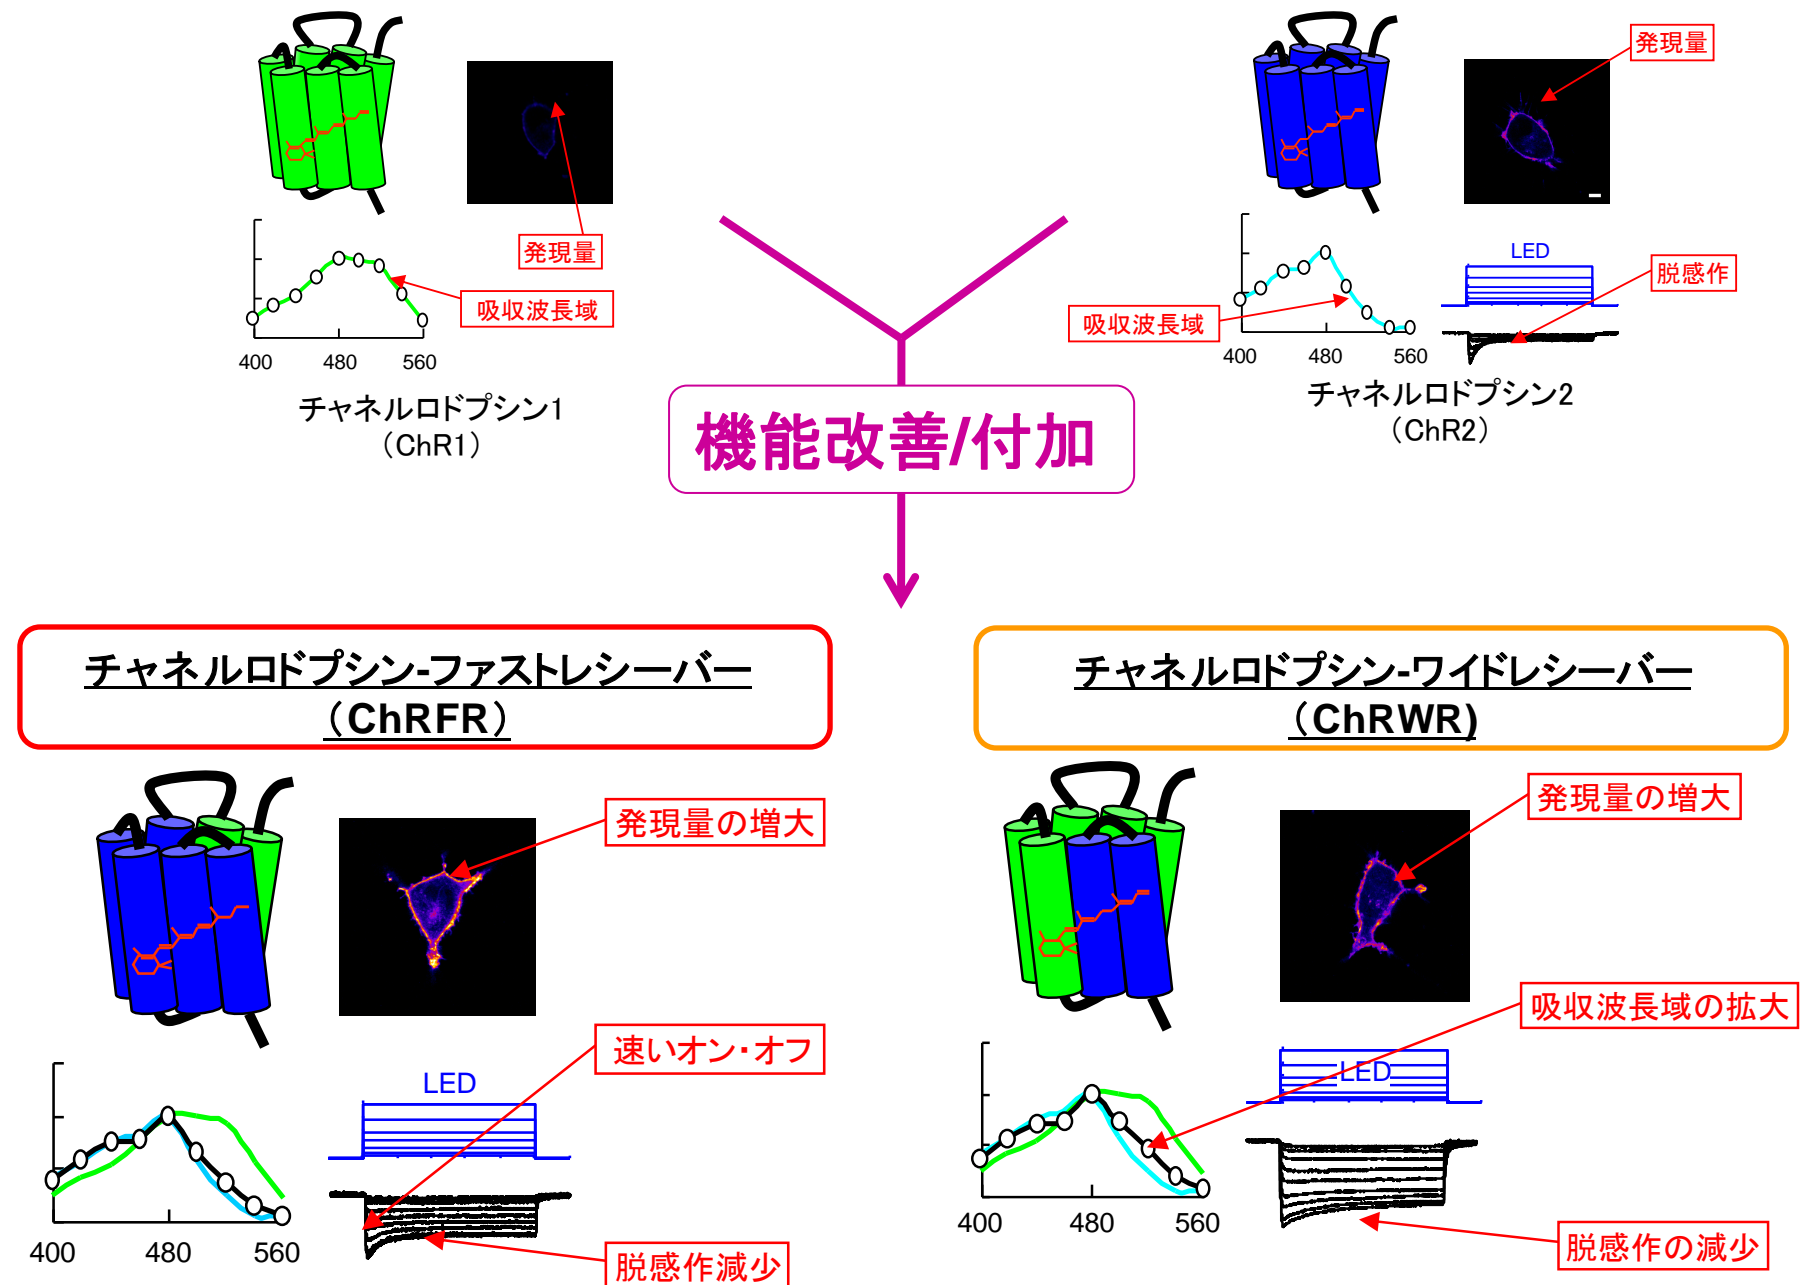 発現量
吸収波長域
400 480 560
チャネルロドプシン1
（ChR1）
発現量
LED
脱感作
吸収波長域
400 480 560
チャネルロドプシン2
（ChR2）
機能改善/付加
チャネルロドプシン-ファストレシーバー
（ChRFR）
発現量の増大
速いオン・オフ
LED
400 480 560
脱感作減少
チャネルロドプシン-ワイドレシーバー
（ChRWR)
発現量の増大
吸収波長域の拡大
LED
400 480 560
脱感作の減少